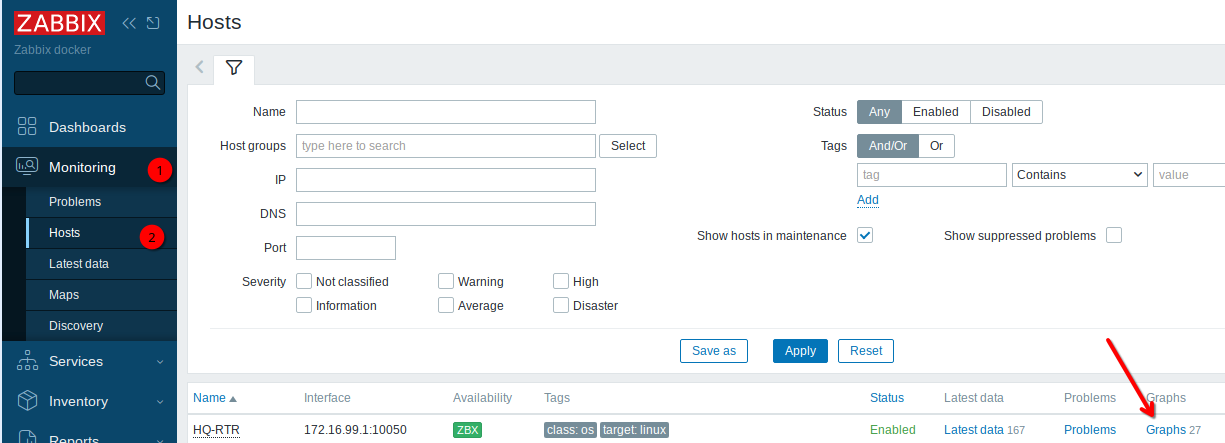 ZABBIX
Zabbix docker
Dashboards
Monitoring 1
Problems
Hosts 2
Latest data
Maps
Discovery
Services
Inventory
Reports
Hosts
Name
Host groups type here to search Select
IP
DNS
Port
Severity Not classified Warning High
Information Average Disaster
Status Any Enabled Disabled
Tags And/Or Or
tag Contains value
Add
Show hosts in maintenance Show suppressed problems
Save as Apply Reset
Name Interface Availability Tags Status Latest data Problems Graphs
HQ-RTR 172.16.99.1:10050 ZBX class: os target: linux Enabled Latest data 167 Problems Graphs 27